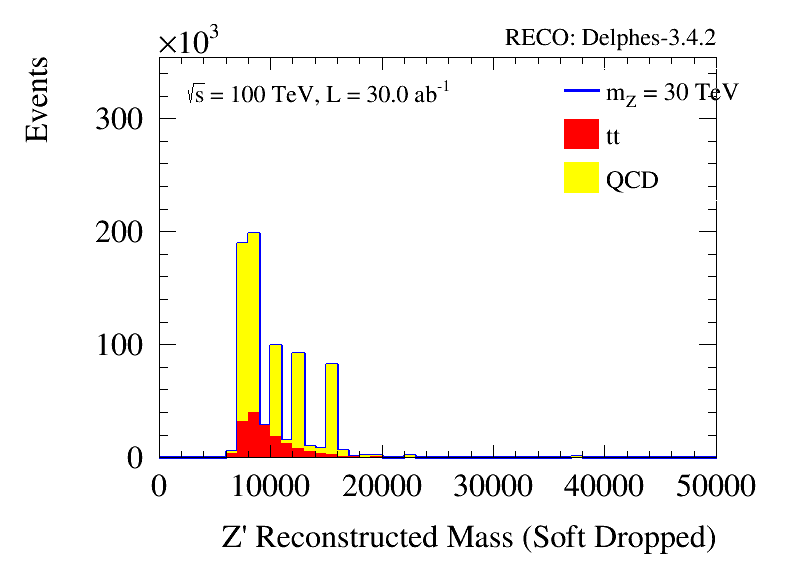 ×10³
RECO: Delphes-3.4.2
Events
√s = 100 TeV, L = 30.0 ab⁻¹
m_Z = 30 TeV
tt
QCD
300
200
100
0
0 10000 20000 30000 40000 50000
Z' Reconstructed Mass (Soft Dropped)